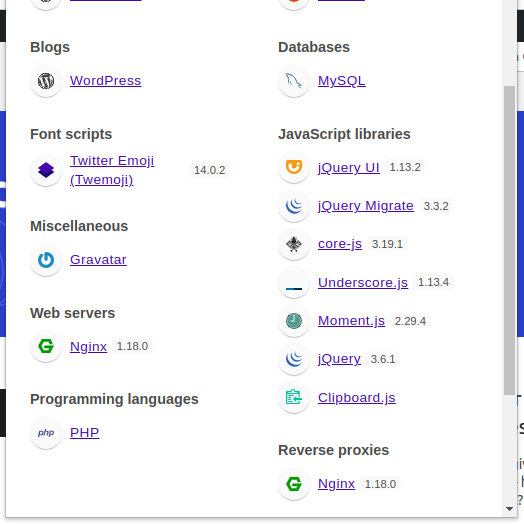 Blogs
WordPress
Font scripts
Twitter Emoji
(Twemoji) 14.0.2
Miscellaneous
Gravatar
Web servers
Nginx 1.18.0
Programming languages
php PHP
Databases
MySQL
JavaScript libraries
jQuery UI 1.13.2
jQuery Migrate 3.3.2
core-js 3.19.1
Underscore.js 1.13.4
Moment.js 2.29.4
jQuery 3.6.1
Clipboard.js
Reverse proxies
Nginx 1.18.0